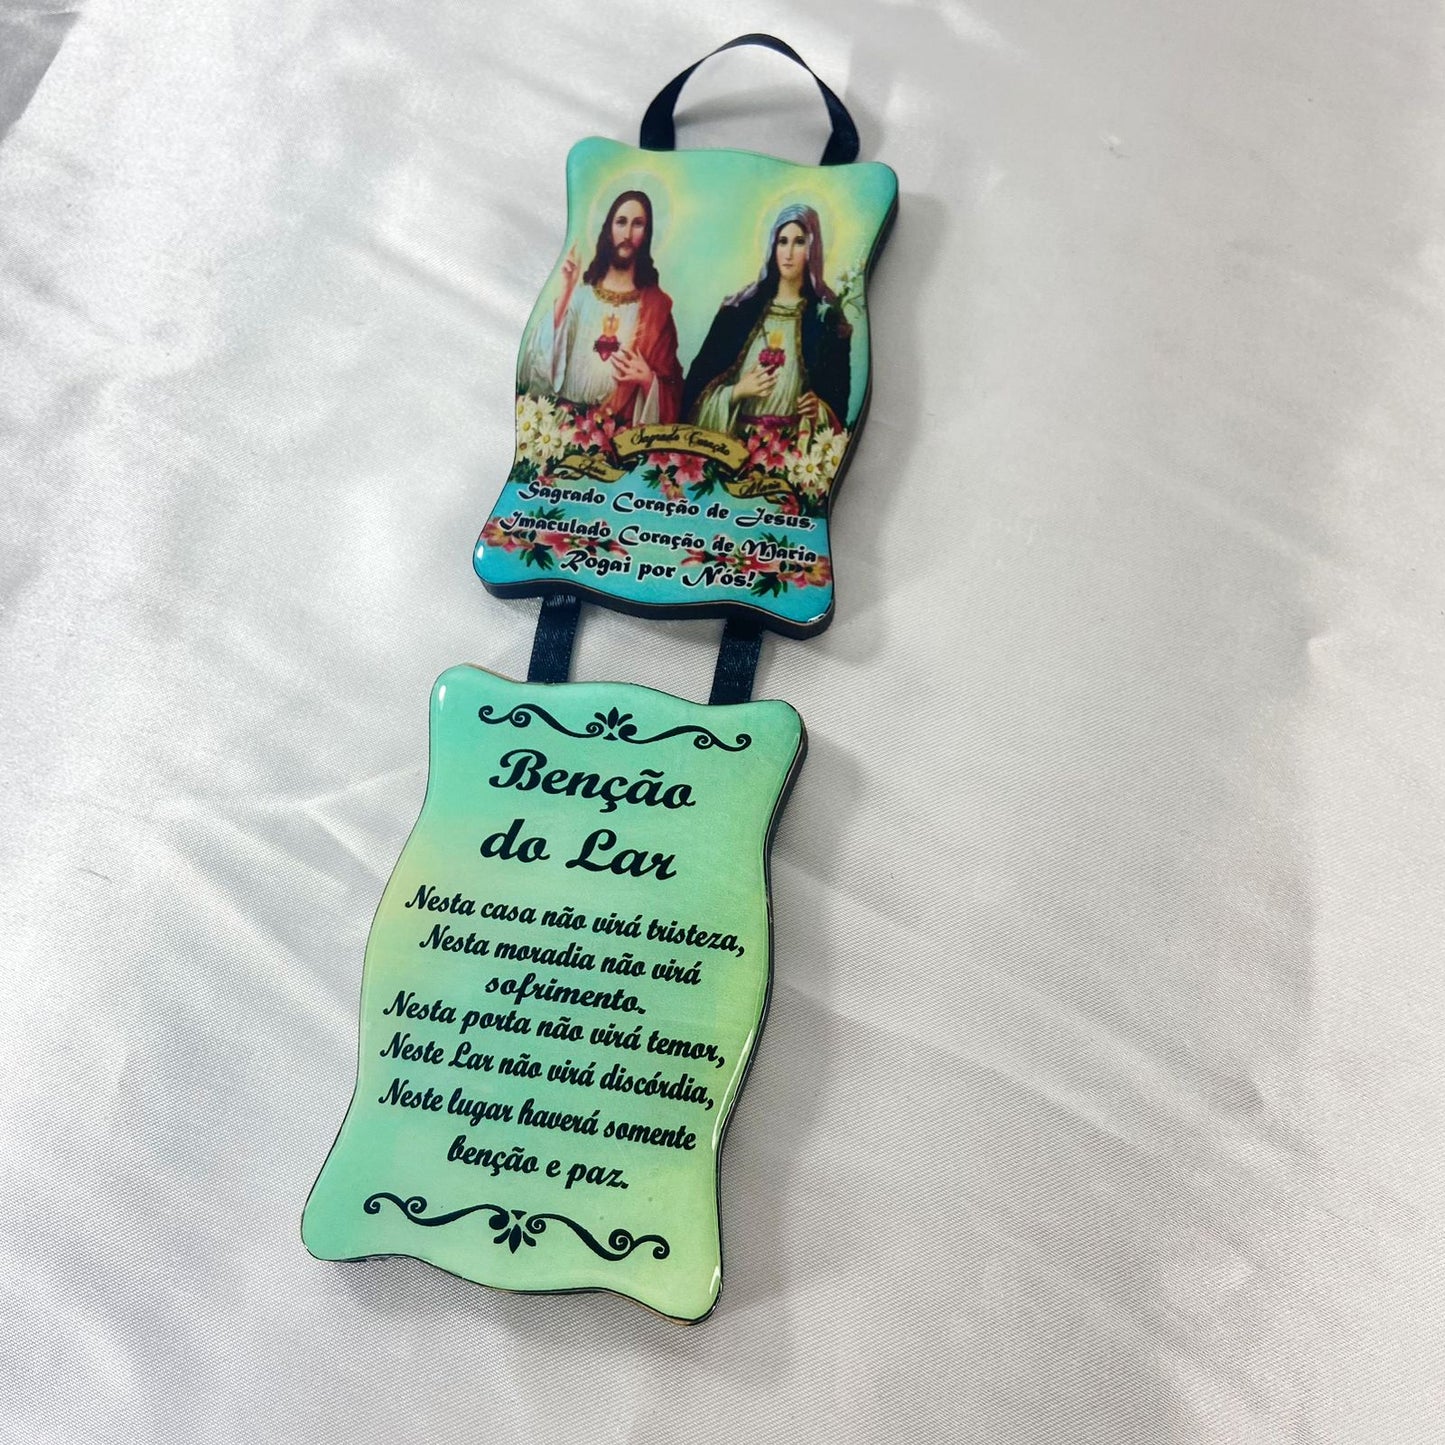 Sagrado Coração
Jesus
Maria
Sagrado Coração de Jesus,
Imaculado Coração de Maria
Rogai por Nós!
Benção
do Lar
Nesta casa não virá tristeza,
Nesta moradia não virá
sofrimento.
Nesta porta não virá temor,
Neste Lar não virá discórdia,
Neste lugar haverá somente
benção e paz.